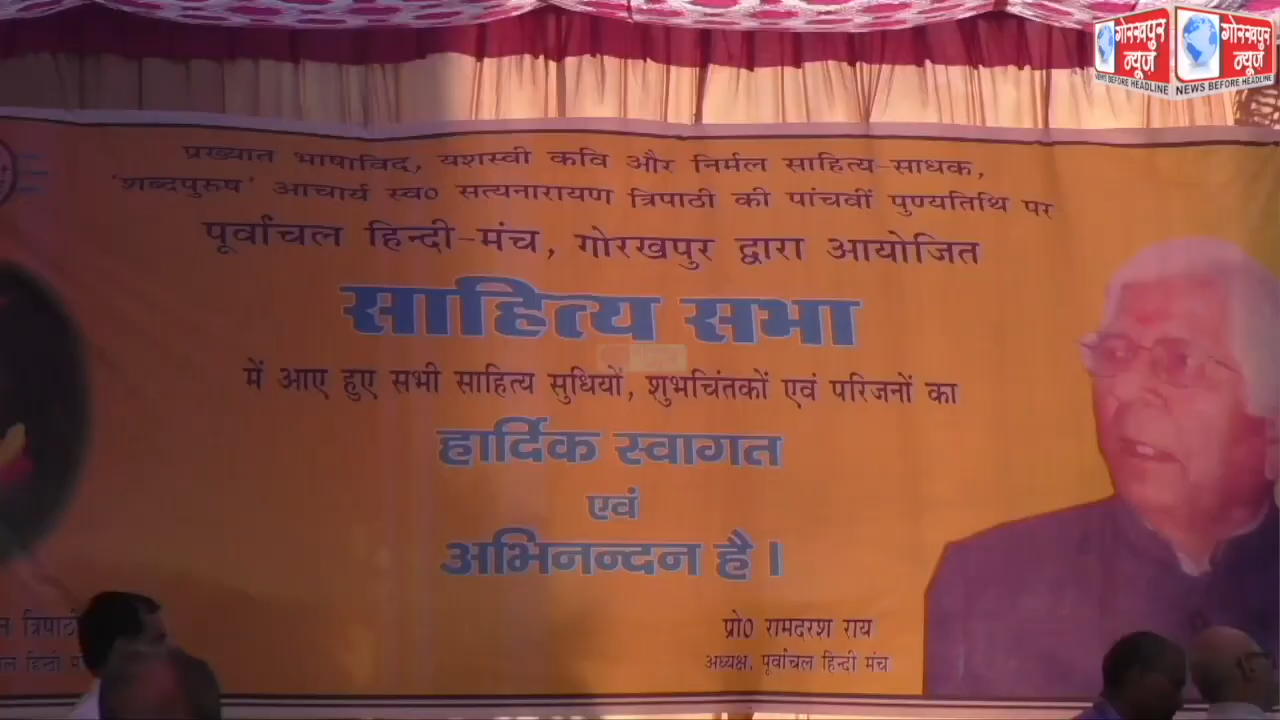 गोरखपुर न्यूज़
NEWS BEFORE HEADLINE
गोरखपुर न्यूज़
NEWS BEFORE HEADLINE
प्रख्यात भाषाविद, यशस्वी कवि और निर्मल साहित्य-साधक,
'शब्दपुरुष' आचार्य स्व० सत्यनारायण त्रिपाठी की पांचवीं पुण्यतिथि पर
पूर्वांचल हिन्दी-मंच, गोरखपुर द्वारा आयोजित
साहित्य सभा
में आए हुए सभी साहित्य सुधियों, शुभचिंतकों एवं परिजनों का
हार्दिक स्वागत
एवं
अभिनन्दन है।
त्रिपाठी
हिन्दी
प्रो० रामदरश राय
अध्यक्ष, पूर्वांचल हिन्दी मंच